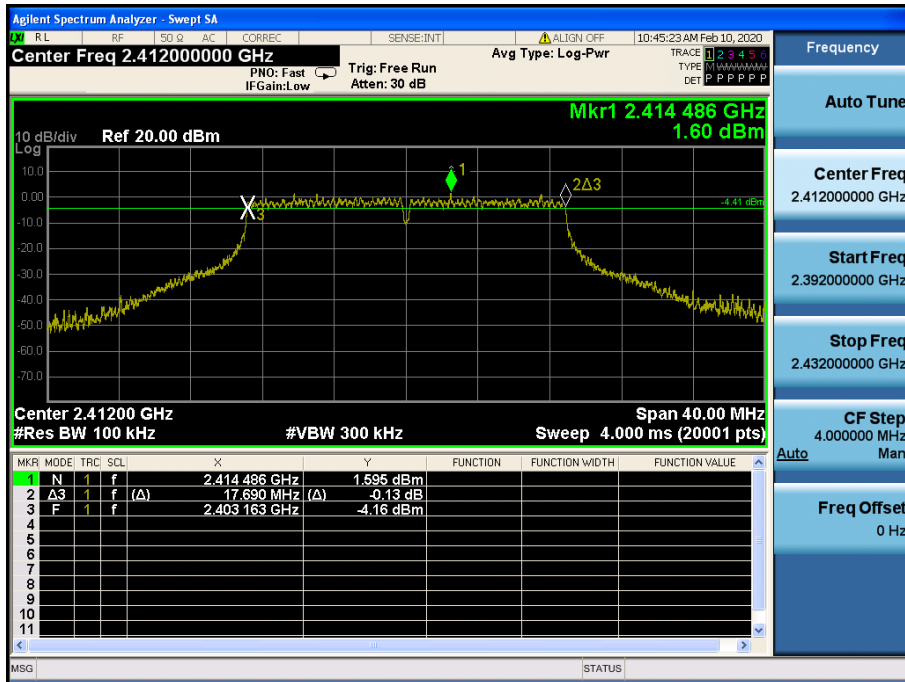 Agilent Spectrum Analyzer - Swept SA
LXI RL RF 50 Ω AC CORREC SENSE:INT ALIGN OFF 10:45:23 AM Feb 10, 2020
Center Freq 2.412000000 GHz
PNO: Fast
IFGain:Low
Trig: Free Run
Atten: 30 dB
Avg Type: Log-Pwr
TRACE 1 2 3 4 5 6
TYPE M WWWWW
DET P P P P P P
Mkr1 2.414 486 GHz
1.60 dBm
10 dB/div Ref 20.00 dBm
Log
10.0
0.00
-10.0
-20.0
-30.0
-40.0
-50.0
-60.0
-70.0
1
2Δ3
3
-4.41 dBm
Center 2.41200 GHz Span 40.00 MHz
#Res BW 100 kHz #VBW 300 kHz Sweep 4.000 ms (20001 pts)
MKR MODE TRC SCL X Y FUNCTION FUNCTION WIDTH FUNCTION VALUE
1 N 1 f 2.414 486 GHz 1.595 dBm
2 Δ3 1 f (Δ) 17.690 MHz (Δ) -0.13 dB
3 F 1 f 2.403 163 GHz -4.16 dBm
4
5
6
7
8
9
10
11
MSG STATUS
Frequency
Auto Tune
Center Freq
2.412000000 GHz
Start Freq
2.392000000 GHz
Stop Freq
2.432000000 GHz
CF Step
4.000000 MHz
Auto Man
Freq Offset
0 Hz